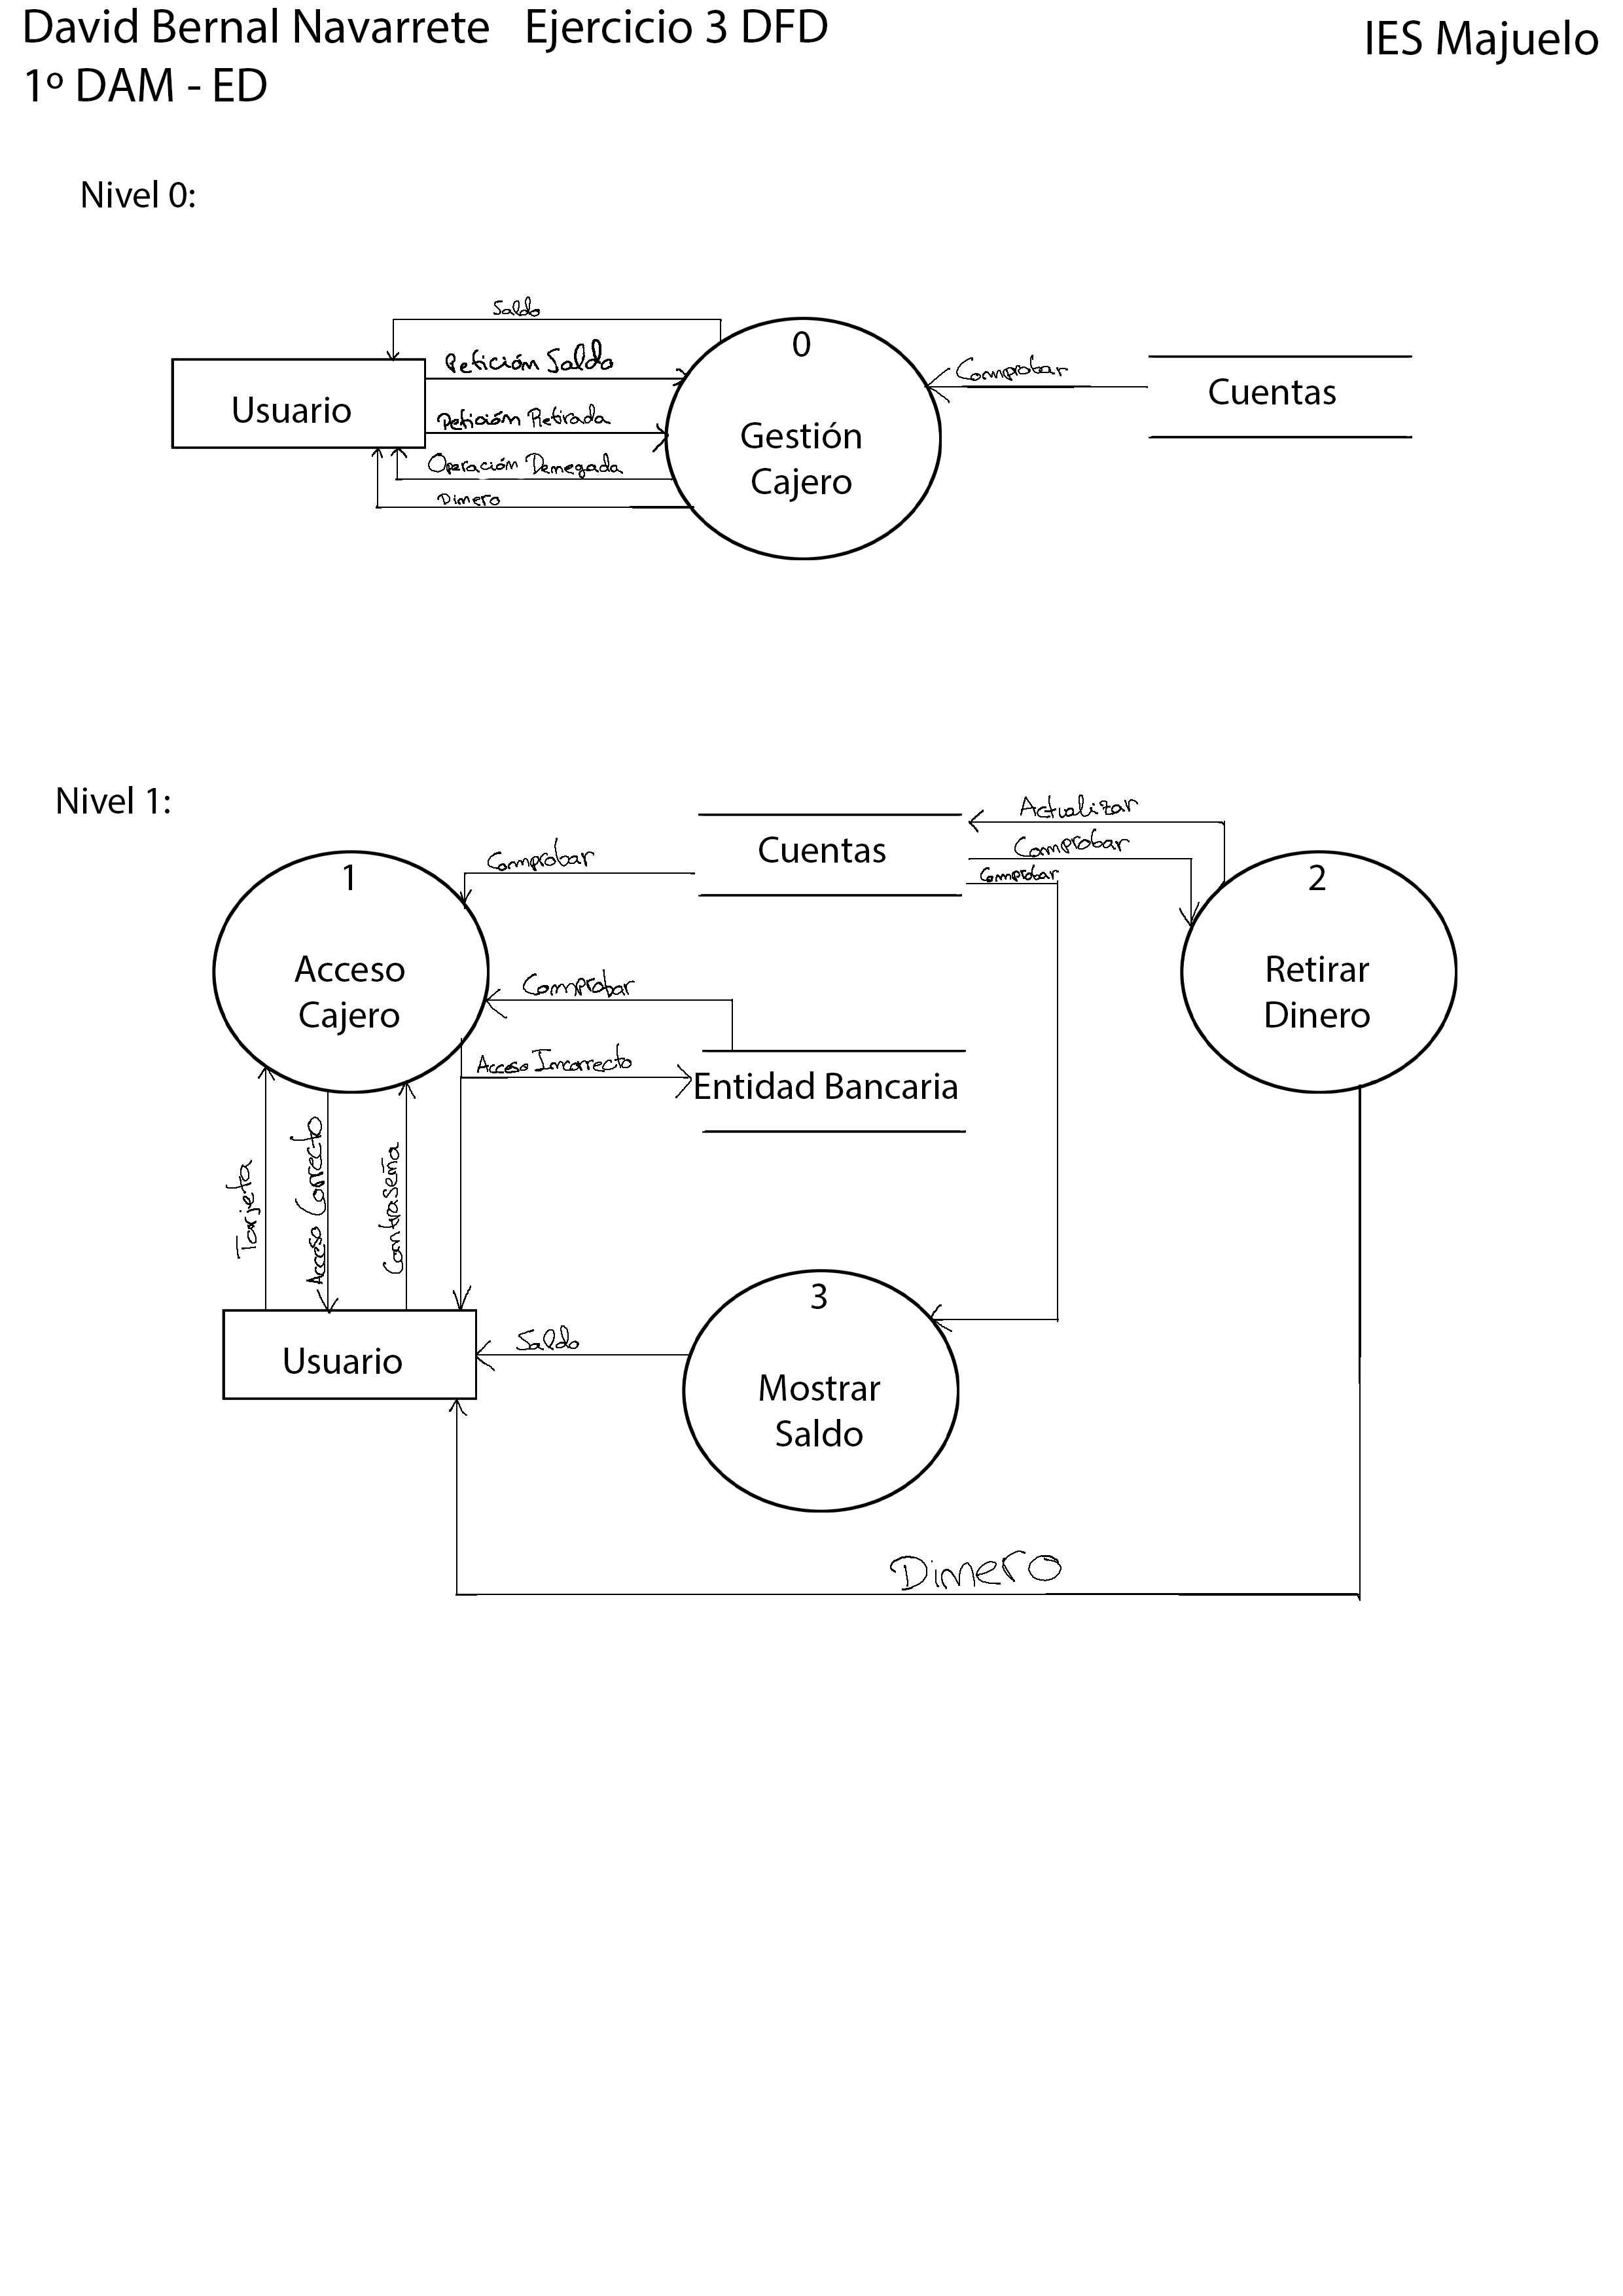 David Bernal Navarrete   Ejercicio 3 DFD
IES Majuelo
1º DAM - ED
Nivel 0:
Saldo
0
Petición Saldo
Comprobar
Cuentas
Usuario
Petición Retirada
Gestión
Cajero
Operación Denegada
Dinero
Nivel 1:
Actualizar
Cuentas
Comprobar
Comprobar
Comprobar
1
2
Acceso
Cajero
Retirar
Dinero
Comprobar
Acceso Incorrecto
Entidad Bancaria
Tarjeta
Acceso Correcto
Contraseña
3
Saldo
Usuario
Mostrar
Saldo
Dinero